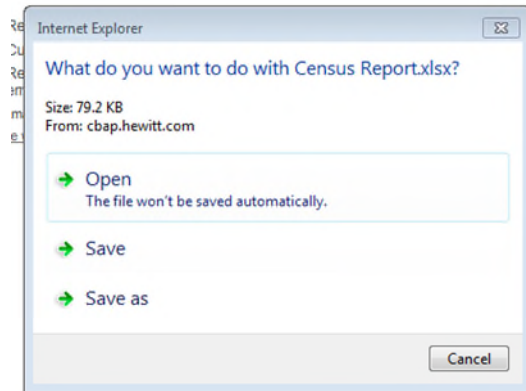 Internet Explorer
What do you want to do with Census Report.xlsx?
Size: 79.2 KB
From: cbap.hewitt.com
Open
The file won't be saved automatically.
Save
Save as
Cancel